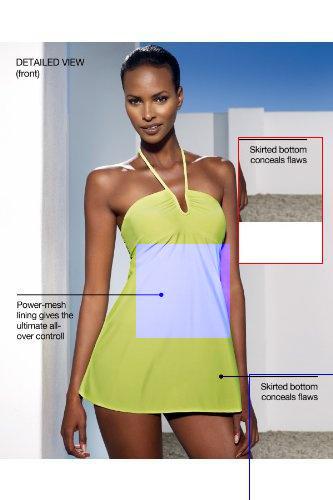 DETAILED VIEW
(front)
Skirted bottom
conceals flaws
Power-mesh
lining gives the
ultimate all-
over controll
Skirted bottom
conceals flaws